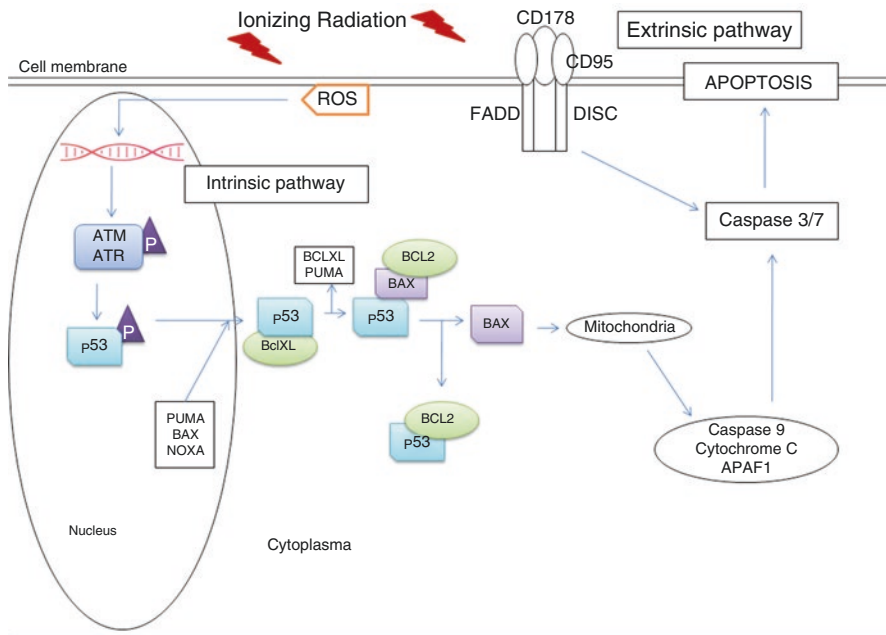 Ionizing Radiation
CD178
Extrinsic pathway
Cell membrane
CD95
APOPTOSIS
ROS
FADD
DISC
Intrinsic pathway
Caspase 3/7
ATM
ATR
P
BCLXL
PUMA
BCL2
BAX
P53
P
P53
BclXL
P53
BAX
Mitochondria
PUMA
BAX
NOXA
BCL2
P53
Caspase 9
Cytochrome C
APAF1
Nucleus
Cytoplasma